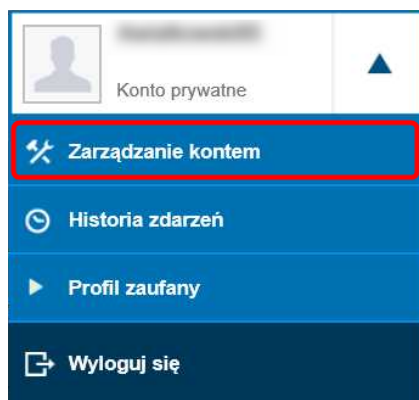 Konto prywatne
Zarządzanie kontem
Historia zdarzeń
Profil zaufany
Wyloguj się